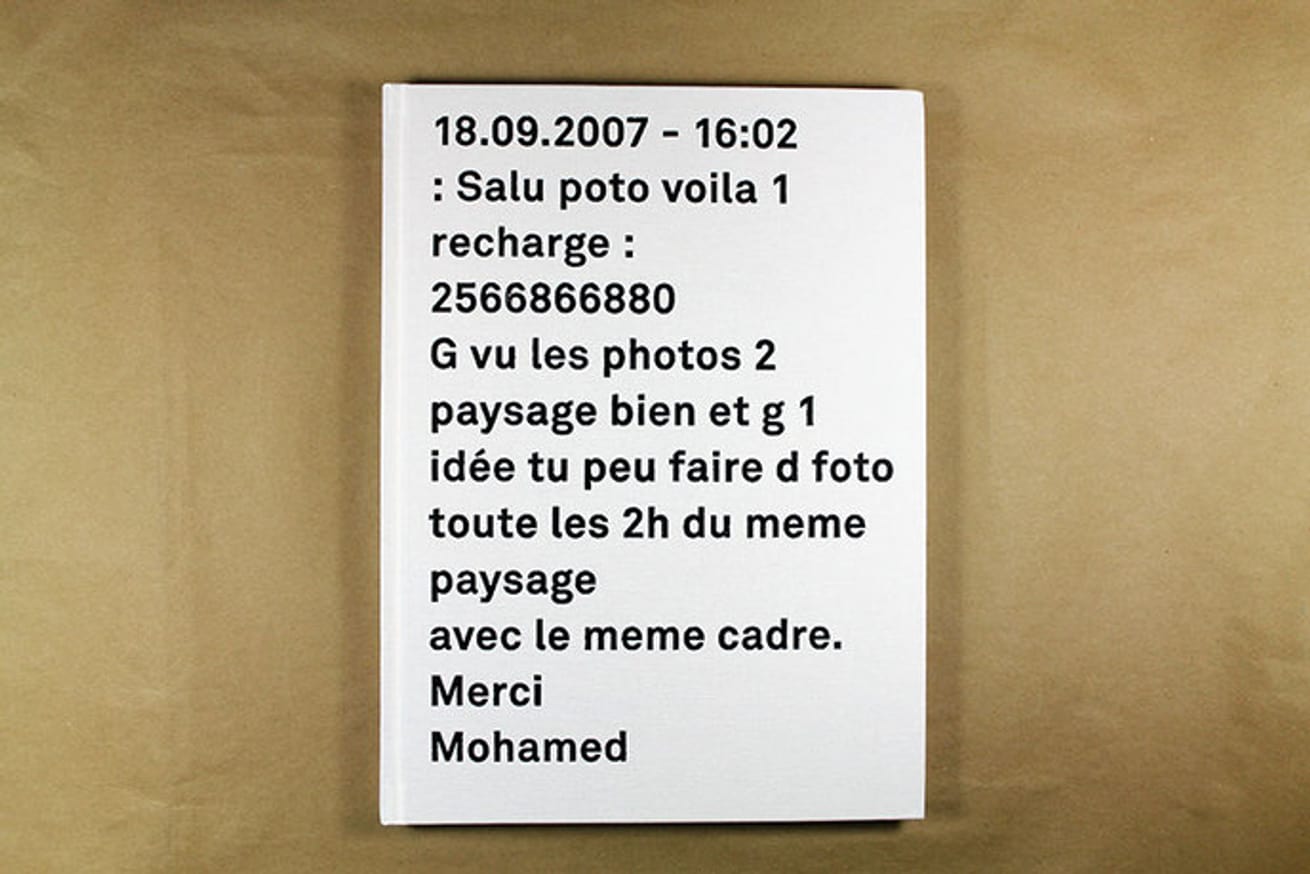 18.09.2007 - 16:02
: Salu poto voila 1
recharge :
2566866880
G vu les photos 2
paysage bien et g 1
idée tu peu faire d foto
toute les 2h du meme
paysage
avec le meme cadre.
Merci
Mohamed